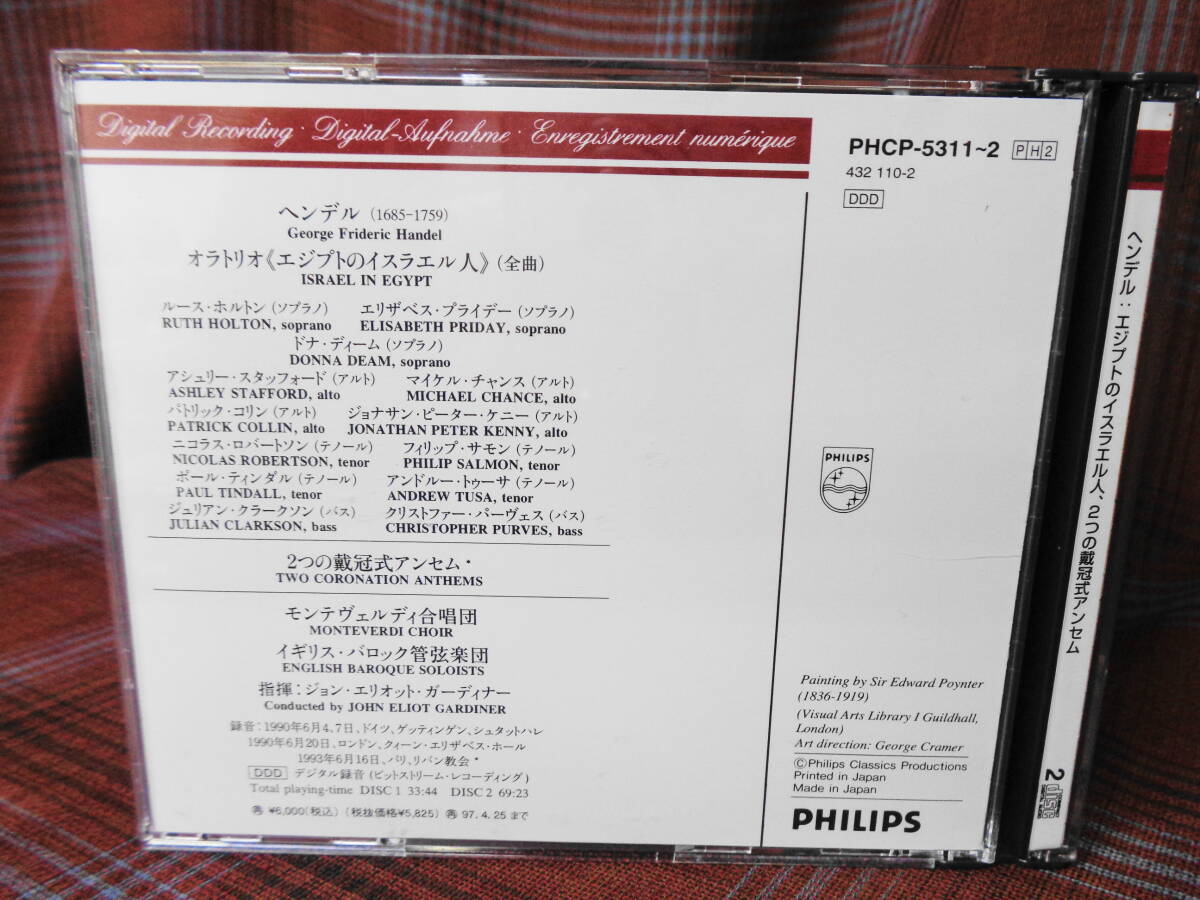 Digital Recording · Digital-Aufnahme · Enregistrement numérique
PHCP-5311~2 PH2
432 110-2
DDD
ヘンデル (1685-1759)
George Frideric Handel
オラトリオ《エジプトのイスラエル人》(全曲)
ISRAEL IN EGYPT
ルース・ホルトン (ソプラノ) エリザベス・プライデー (ソプラノ)
RUTH HOLTON, soprano ELISABETH PRIDAY, soprano
ドナ・ディーム (ソプラノ)
DONNA DEAM, soprano
アシュリー・スタッフォード (アルト) マイケル・チャンス (アルト)
ASHLEY STAFFORD, alto MICHAEL CHANCE, alto
パトリック・コリン (アルト) ジョナサン・ピーター・ケニー (アルト)
PATRICK COLLIN, alto JONATHAN PETER KENNY, alto
ニコラス・ロバートソン (テノール) フィリップ・サモン (テノール)
NICOLAS ROBERTSON, tenor PHILIP SALMON, tenor
ポール・ティンダル (テノール) アンドルー・トゥーサ (テノール)
PAUL TINDALL, tenor ANDREW TUSA, tenor
ジュリアン・クラークソン (バス) クリストファー・パーヴェス (バス)
JULIAN CLARKSON, bass CHRISTOPHER PURVES, bass
2つの戴冠式アンセム*
TWO CORONATION ANTHEMS
モンテヴェルディ合唱団
MONTEVERDI CHOIR
イギリス・バロック管弦楽団
ENGLISH BAROQUE SOLOISTS
指揮：ジョン・エリオット・ガーディナー
Conducted by JOHN ELIOT GARDINER
録音：1990年6月4、7日、ドイツ、ゲッティンゲン、シュタットハレ
1990年6月20日、ロンドン、クィーン・エリザベス・ホール
1993年6月16日、パリ、リバン教会*
DDD デジタル録音 (ビットストリーム・レコーディング)
Total playing-time DISC 1 33:44 DISC 2 69:23
㊢ ¥6,000(税込) (税抜価格¥5,825) ㊢ 97.4.25まで
PHILIPS
Painting by Sir Edward Poynter
(1836-1919)
(Visual Arts Library I Guildhall,
London)
Art direction: George Cramer
ⓒPhilips Classics Productions
Printed in Japan
Made in Japan
PHILIPS
ヘンデル：エジプトのイスラエル人、2つの戴冠式アンセム
2 disc